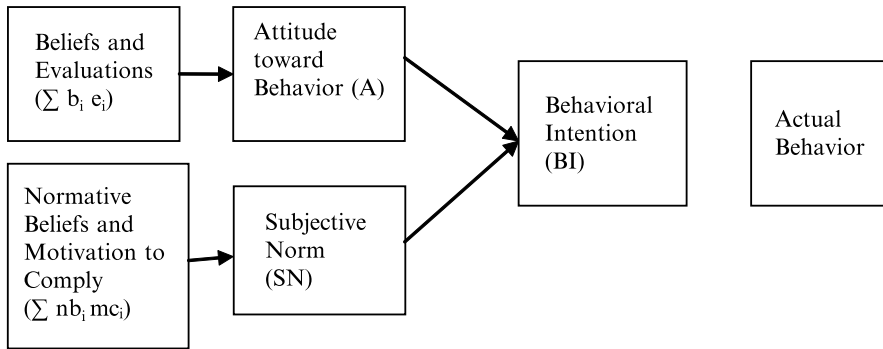 Beliefs and
Evaluations
(∑ bᵢ eᵢ)
Attitude
toward
Behavior (A)
Normative
Beliefs and
Motivation to
Comply
(∑ nbᵢ mcᵢ)
Subjective
Norm
(SN)
Behavioral
Intention
(BI)
Actual
Behavior